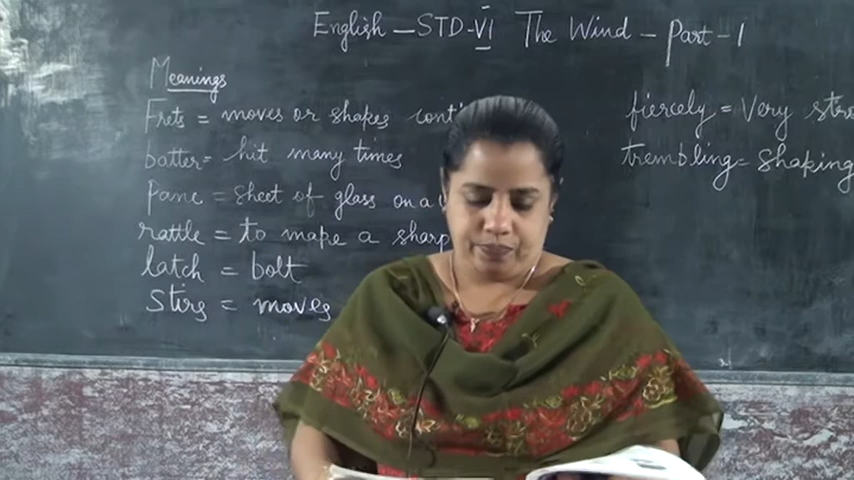 English – STD-VI The Wind – Part – 1
Meanings
Frets = moves or shakes
batter = hit many times
Pane = Sheet of glass on a
rattle = to make a sharp
latch = bolt
Stirs = moves
fiercely = Very
trembling = shaking